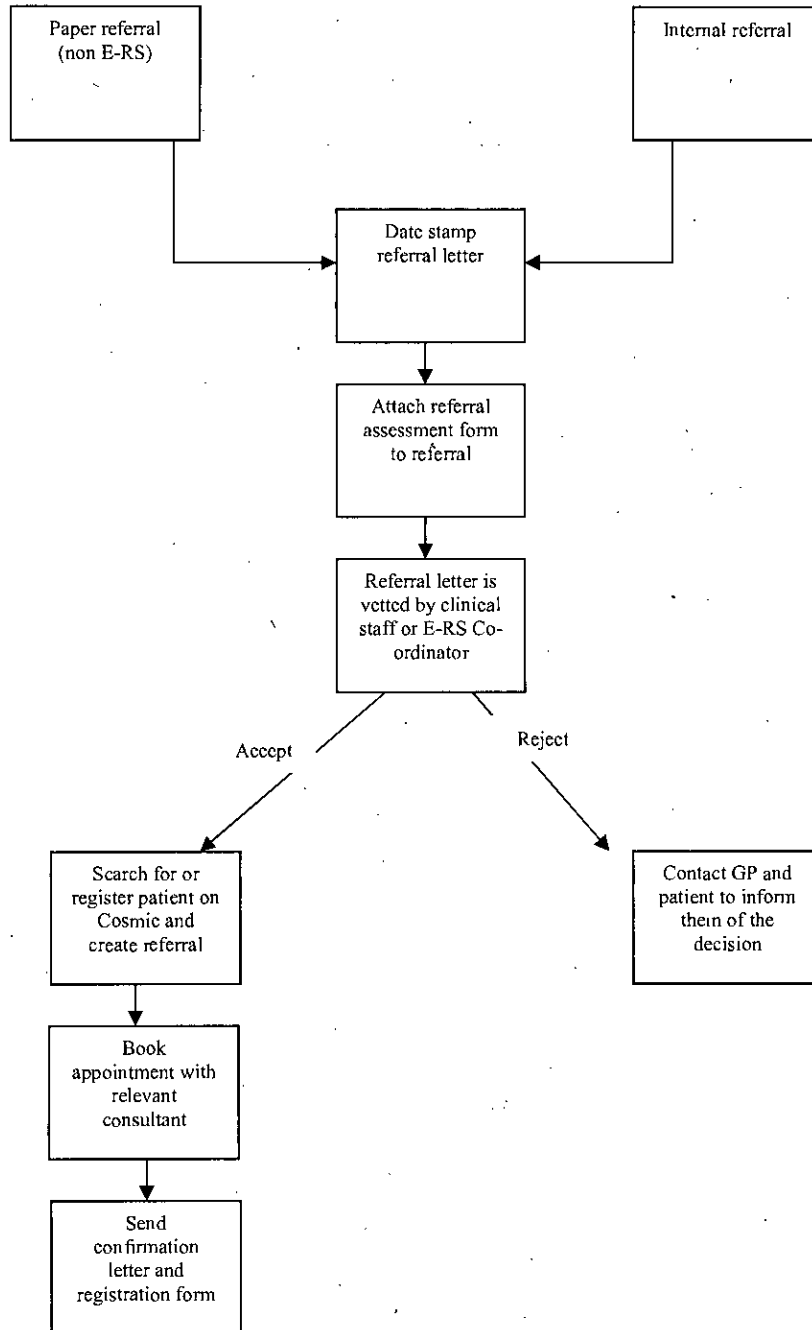 Paper referral
(non E-RS)
Internal referral
Date stamp
referral letter
Attach referral
assessment form
to referral
Referral letter is
vetted by clinical
staff or E-RS Co-
ordinator
Accept
Reject
Search for or
register patient on
Cosmic and
create referral
Contact GP and
patient to inform
them of the
decision
Book
appointment with
relevant
consultant
Send
confirmation
letter and
registration form